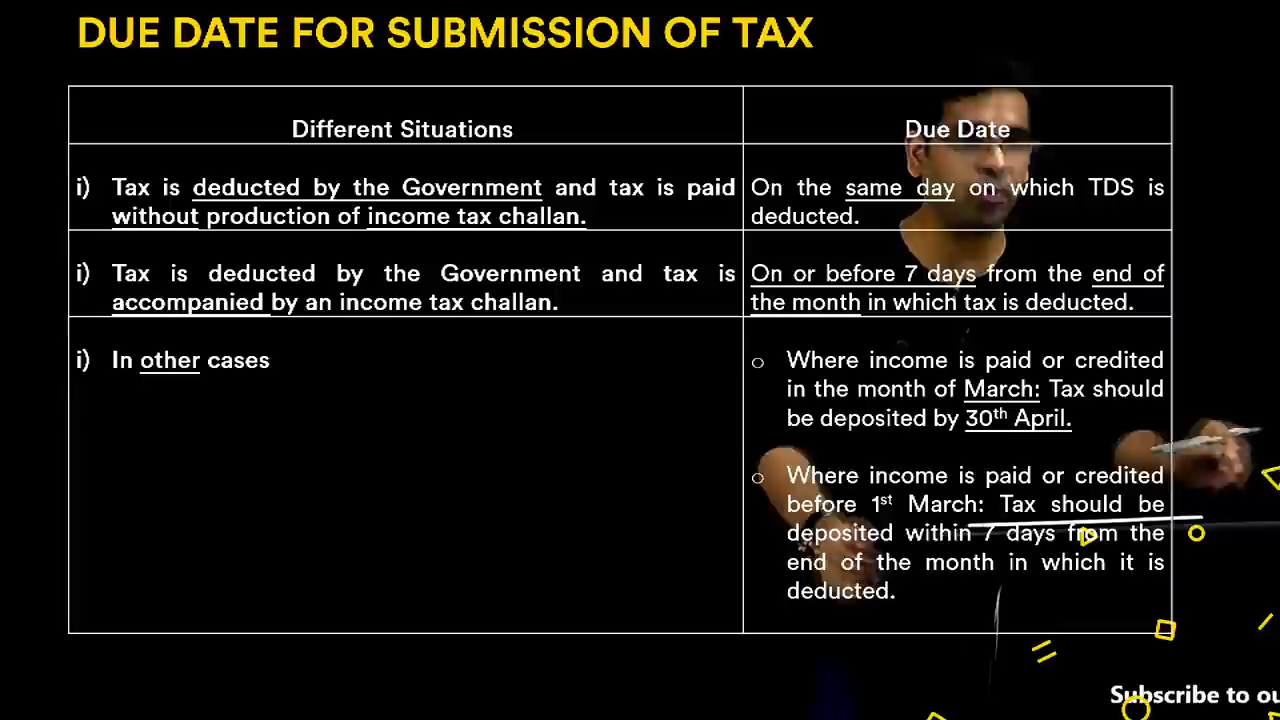 DUE DATE FOR SUBMISSION OF TAX
Different Situations
Due Date
i) Tax is deducted by the Government and tax is paid
without production of income tax challan.
On the same day on which TDS is
deducted.
i) Tax is deducted by the Government and tax is
accompanied by an income tax challan.
On or before 7 days from the end of
the month in which tax is deducted.
i) In other cases
o Where income is paid or credited
in the month of March: Tax should
be deposited by 30th April.
o Where income is paid or credited
before 1st March: Tax should be
deposited within 7 days from the
end of the month in which it is
deducted.
Subscribe to ou